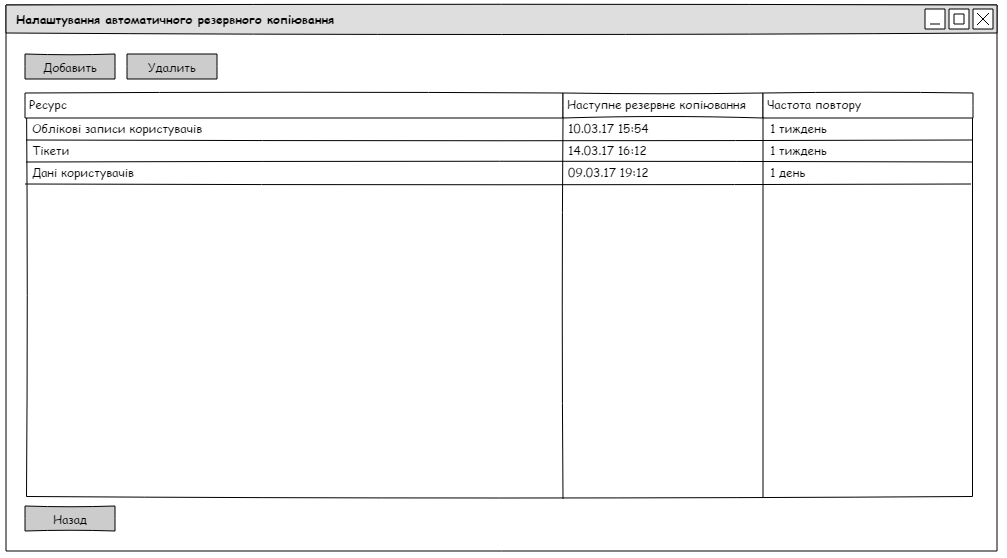 Налаштування автоматичного резервного копіювання
Добавить Удалить
Ресурс Наступне резервне копіювання Частота повтору
Облікові записи користувачів 10.03.17 15:54 1 тиждень
Тікети 14.03.17 16:12 1 тиждень
Дані користувачів 09.03.17 19:12 1 день
Назад